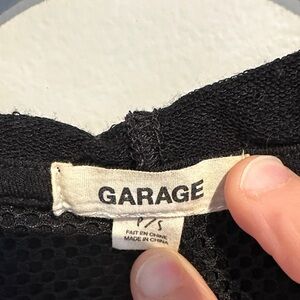 GARAGE
P/S
FAIT EN CHINE
MADE IN CHINA